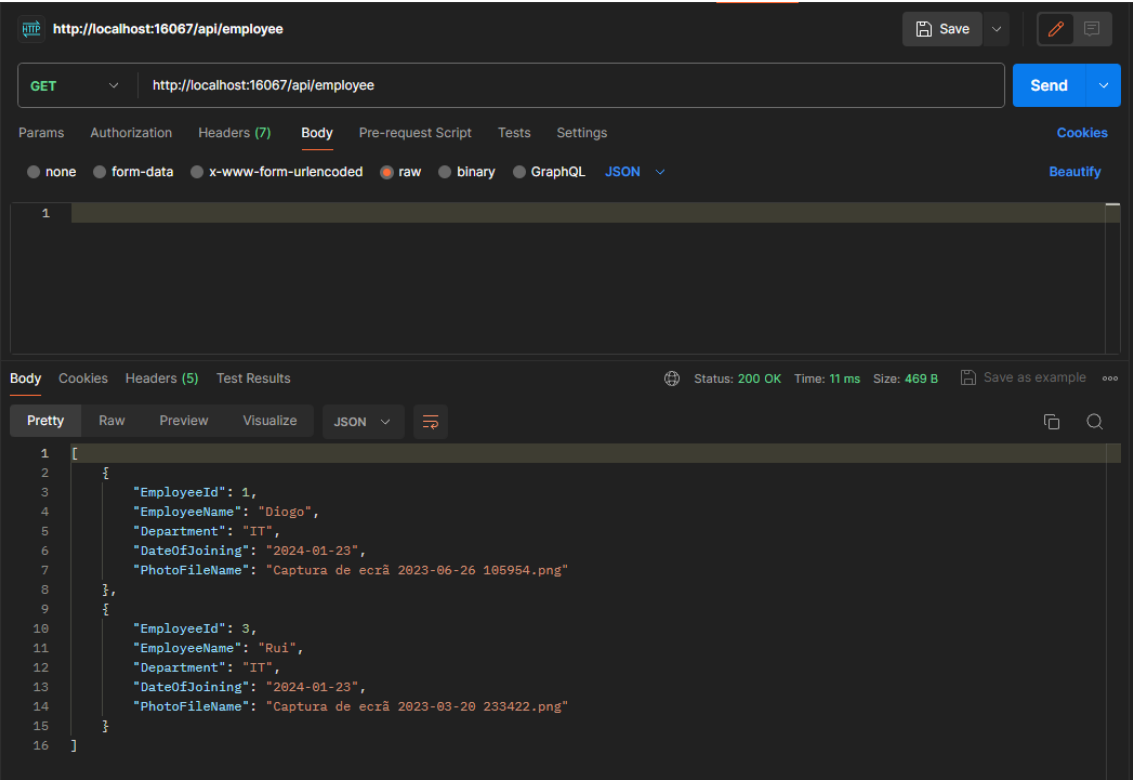 HTTP http://localhost:16067/api/employee Save
GET http://localhost:16067/api/employee Send
Params Authorization Headers (7) Body Pre-request Script Tests Settings Cookies
none form-data x-www-form-urlencoded raw binary GraphQL JSON Beautify
1
Body Cookies Headers (5) Test Results Status: 200 OK Time: 11 ms Size: 469 B Save as example
Pretty Raw Preview Visualize JSON
1 [
2 {
3 "EmployeeId": 1,
4 "EmployeeName": "Diogo",
5 "Department": "IT",
6 "DateOfJoining": "2024-01-23",
7 "PhotoFileName": "Captura de ecrã 2023-06-26 105954.png"
8 },
9 {
10 "EmployeeId": 3,
11 "EmployeeName": "Rui",
12 "Department": "IT",
13 "DateOfJoining": "2024-01-23",
14 "PhotoFileName": "Captura de ecrã 2023-03-20 233422.png"
15 }
16 ]